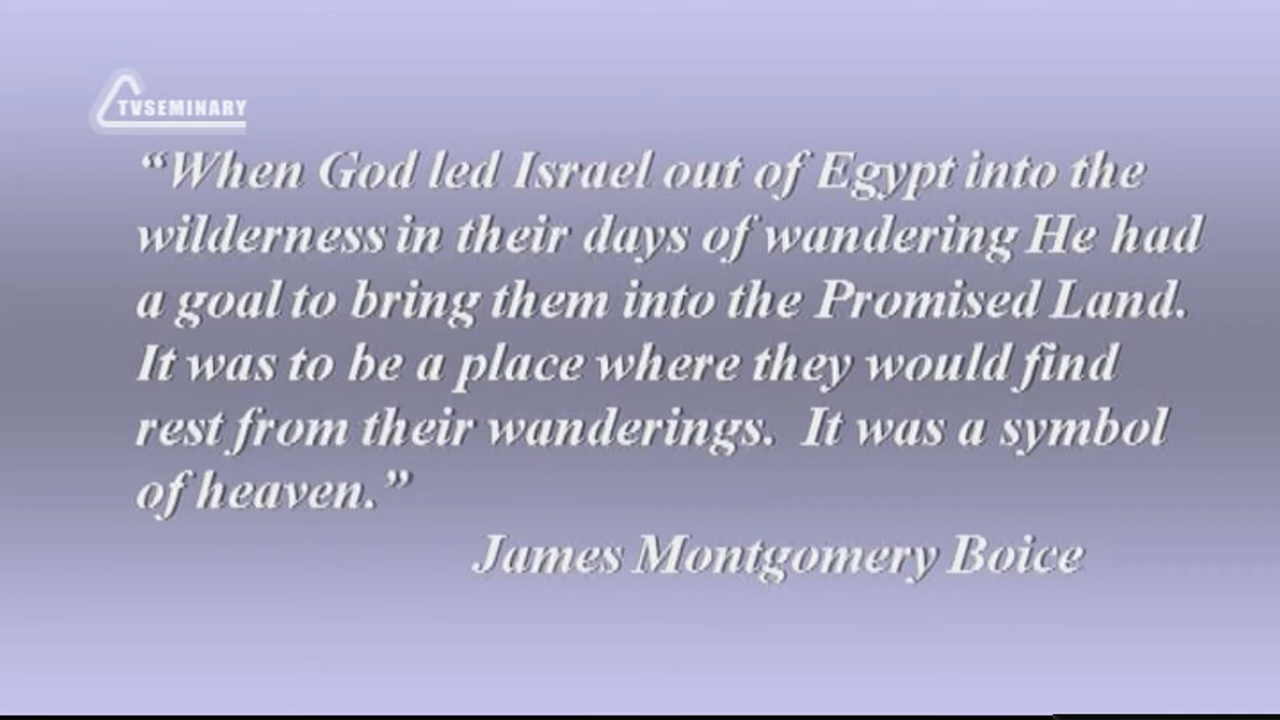 TVSEMINARY
“When God led Israel out of Egypt into the
wilderness in their days of wandering He had
a goal to bring them into the Promised Land.
It was to be a place where they would find
rest from their wanderings.  It was a symbol
of heaven.”
James Montgomery Boice